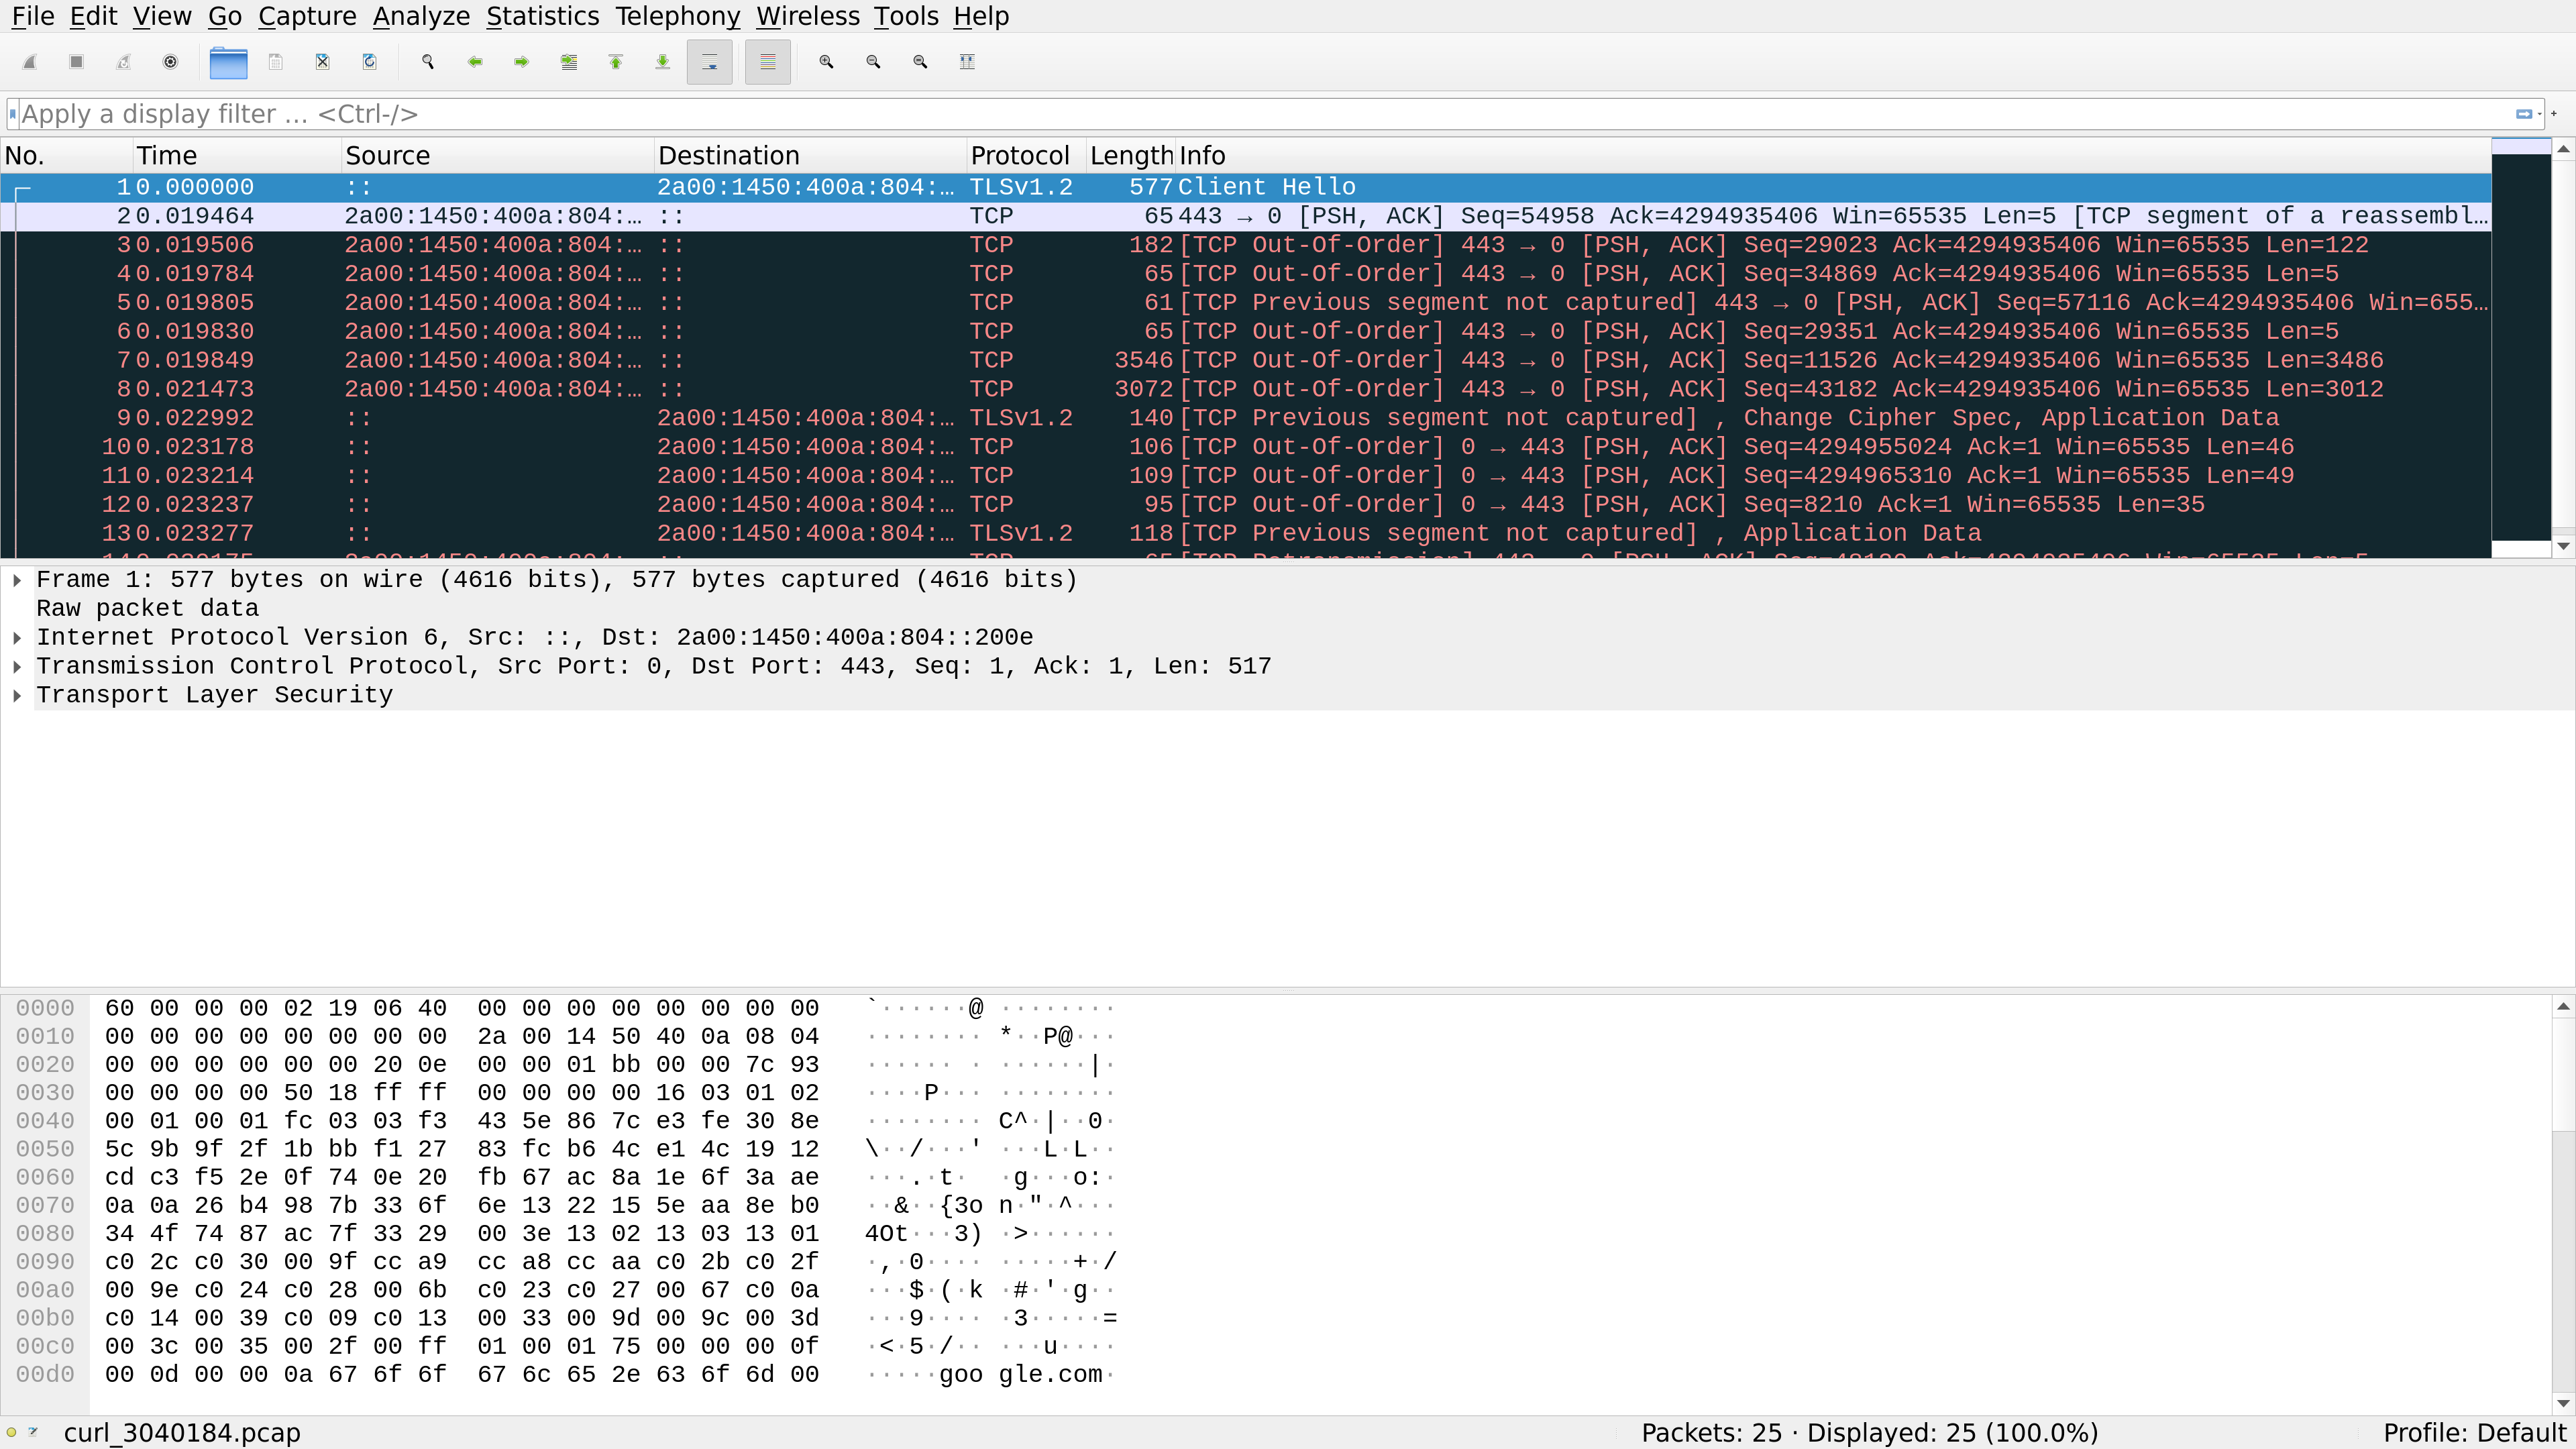 File Edit View Go Capture Analyze Statistics Telephony Wireless Tools Help
Apply a display filter … <Ctrl-/>
No. Time Source Destination Protocol Length Info
1 0.000000 :: 2a00:1450:400a:804:… TLSv1.2 577 Client Hello
2 0.019464 2a00:1450:400a:804:… :: TCP 65 443 → 0 [PSH, ACK] Seq=54958 Ack=4294935406 Win=65535 Len=5 [TCP segment of a reassembl…
3 0.019506 2a00:1450:400a:804:… :: TCP 182 [TCP Out-Of-Order] 443 → 0 [PSH, ACK] Seq=29023 Ack=4294935406 Win=65535 Len=122
4 0.019784 2a00:1450:400a:804:… :: TCP 65 [TCP Out-Of-Order] 443 → 0 [PSH, ACK] Seq=34869 Ack=4294935406 Win=65535 Len=5
5 0.019805 2a00:1450:400a:804:… :: TCP 61 [TCP Previous segment not captured] 443 → 0 [PSH, ACK] Seq=57116 Ack=4294935406 Win=655…
6 0.019830 2a00:1450:400a:804:… :: TCP 65 [TCP Out-Of-Order] 443 → 0 [PSH, ACK] Seq=29351 Ack=4294935406 Win=65535 Len=5
7 0.019849 2a00:1450:400a:804:… :: TCP 3546 [TCP Out-Of-Order] 443 → 0 [PSH, ACK] Seq=11526 Ack=4294935406 Win=65535 Len=3486
8 0.021473 2a00:1450:400a:804:… :: TCP 3072 [TCP Out-Of-Order] 443 → 0 [PSH, ACK] Seq=43182 Ack=4294935406 Win=65535 Len=3012
9 0.022992 :: 2a00:1450:400a:804:… TLSv1.2 140 [TCP Previous segment not captured] , Change Cipher Spec, Application Data
10 0.023178 :: 2a00:1450:400a:804:… TCP 106 [TCP Out-Of-Order] 0 → 443 [PSH, ACK] Seq=4294955024 Ack=1 Win=65535 Len=46
11 0.023214 :: 2a00:1450:400a:804:… TCP 109 [TCP Out-Of-Order] 0 → 443 [PSH, ACK] Seq=4294965310 Ack=1 Win=65535 Len=49
12 0.023237 :: 2a00:1450:400a:804:… TCP 95 [TCP Out-Of-Order] 0 → 443 [PSH, ACK] Seq=8210 Ack=1 Win=65535 Len=35
13 0.023277 :: 2a00:1450:400a:804:… TLSv1.2 118 [TCP Previous segment not captured] , Application Data
Frame 1: 577 bytes on wire (4616 bits), 577 bytes captured (4616 bits)
Raw packet data
Internet Protocol Version 6, Src: ::, Dst: 2a00:1450:400a:804::200e
Transmission Control Protocol, Src Port: 0, Dst Port: 443, Seq: 1, Ack: 1, Len: 517
Transport Layer Security
0000 60 00 00 00 02 19 06 40 00 00 00 00 00 00 00 00 `······@ ········
0010 00 00 00 00 00 00 00 00 2a 00 14 50 40 0a 08 04 ········ *··P@···
0020 00 00 00 00 00 00 20 0e 00 00 01 bb 00 00 7c 93 ······ · ······|·
0030 00 00 00 00 50 18 ff ff 00 00 00 00 16 03 01 02 ····P··· ········
0040 00 01 00 01 fc 03 03 f3 43 5e 86 7c e3 fe 30 8e ········ C^·|··0·
0050 5c 9b 9f 2f 1b bb f1 27 83 fc b6 4c e1 4c 19 12 \··/···' ···L·L··
0060 cd c3 f5 2e 0f 74 0e 20 fb 67 ac 8a 1e 6f 3a ae ···.·t· ·g···o:·
0070 0a 0a 26 b4 98 7b 33 6f 6e 13 22 15 5e aa 8e b0 ··&··{3o n·"·^···
0080 34 4f 74 87 ac 7f 33 29 00 3e 13 02 13 03 13 01 4Ot···3) ·>······
0090 c0 2c c0 30 00 9f cc a9 cc a8 cc aa c0 2b c0 2f ·,·0···· ·····+·/
00a0 00 9e c0 24 c0 28 00 6b c0 23 c0 27 00 67 c0 0a ···$·(·k ·#·'·g··
00b0 c0 14 00 39 c0 09 c0 13 00 33 00 9d 00 9c 00 3d ···9···· ·3·····=
00c0 00 3c 00 35 00 2f 00 ff 01 00 01 75 00 00 00 0f ·<·5·/·· ···u····
00d0 00 0d 00 00 0a 67 6f 6f 67 6c 65 2e 63 6f 6d 00 ·····goo gle.com·
curl_3040184.pcap Packets: 25 · Displayed: 25 (100.0%) Profile: Default